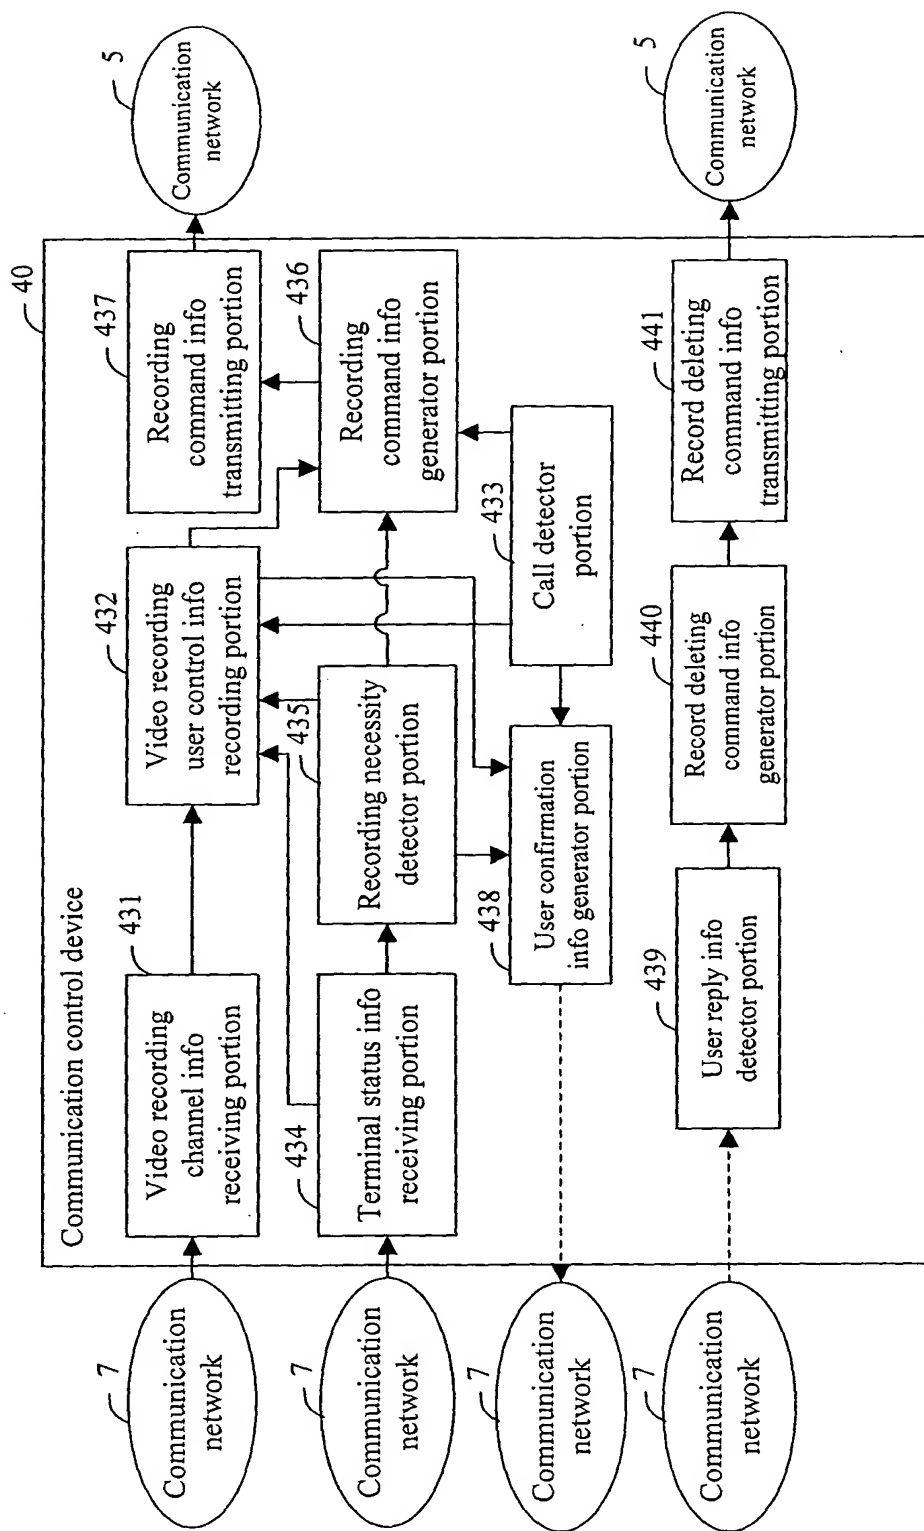 40
Communication control device
7
Communication
network
431
Video recording
channel info
receiving portion
432
Video recording
user control info
recording portion
437
Recording
command info
transmitting portion
5
Communication
network
7
Communication
network
434
Terminal status info
receiving portion
435
Recording necessity
detector portion
436
Recording
command info
generator portion
7
Communication
network
438
User confirmation
info generator portion
433
Call detector
portion
7
Communication
network
439
User reply info
detector portion
440
Record deleting
command info
generator portion
441
Record deleting
command info
transmitting portion
5
Communication
network